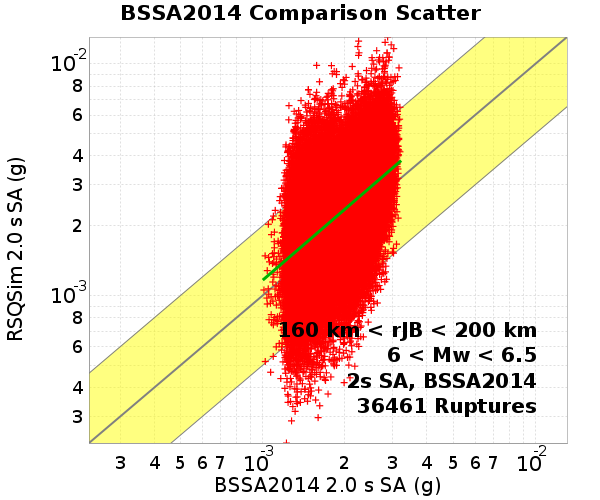 BSSA2014 Comparison Scatter
RSQSim 2.0 s SA (g)
10-2
8
6
4
3
2
10-3
8
6
4
3
160 km < rJB < 200 km
6 < Mw < 6.5
2s SA, BSSA2014
36461 Ruptures
3 4 5 6 7 10-3 2 3 4 5 6 7 10-2
BSSA2014 2.0 s SA (g)